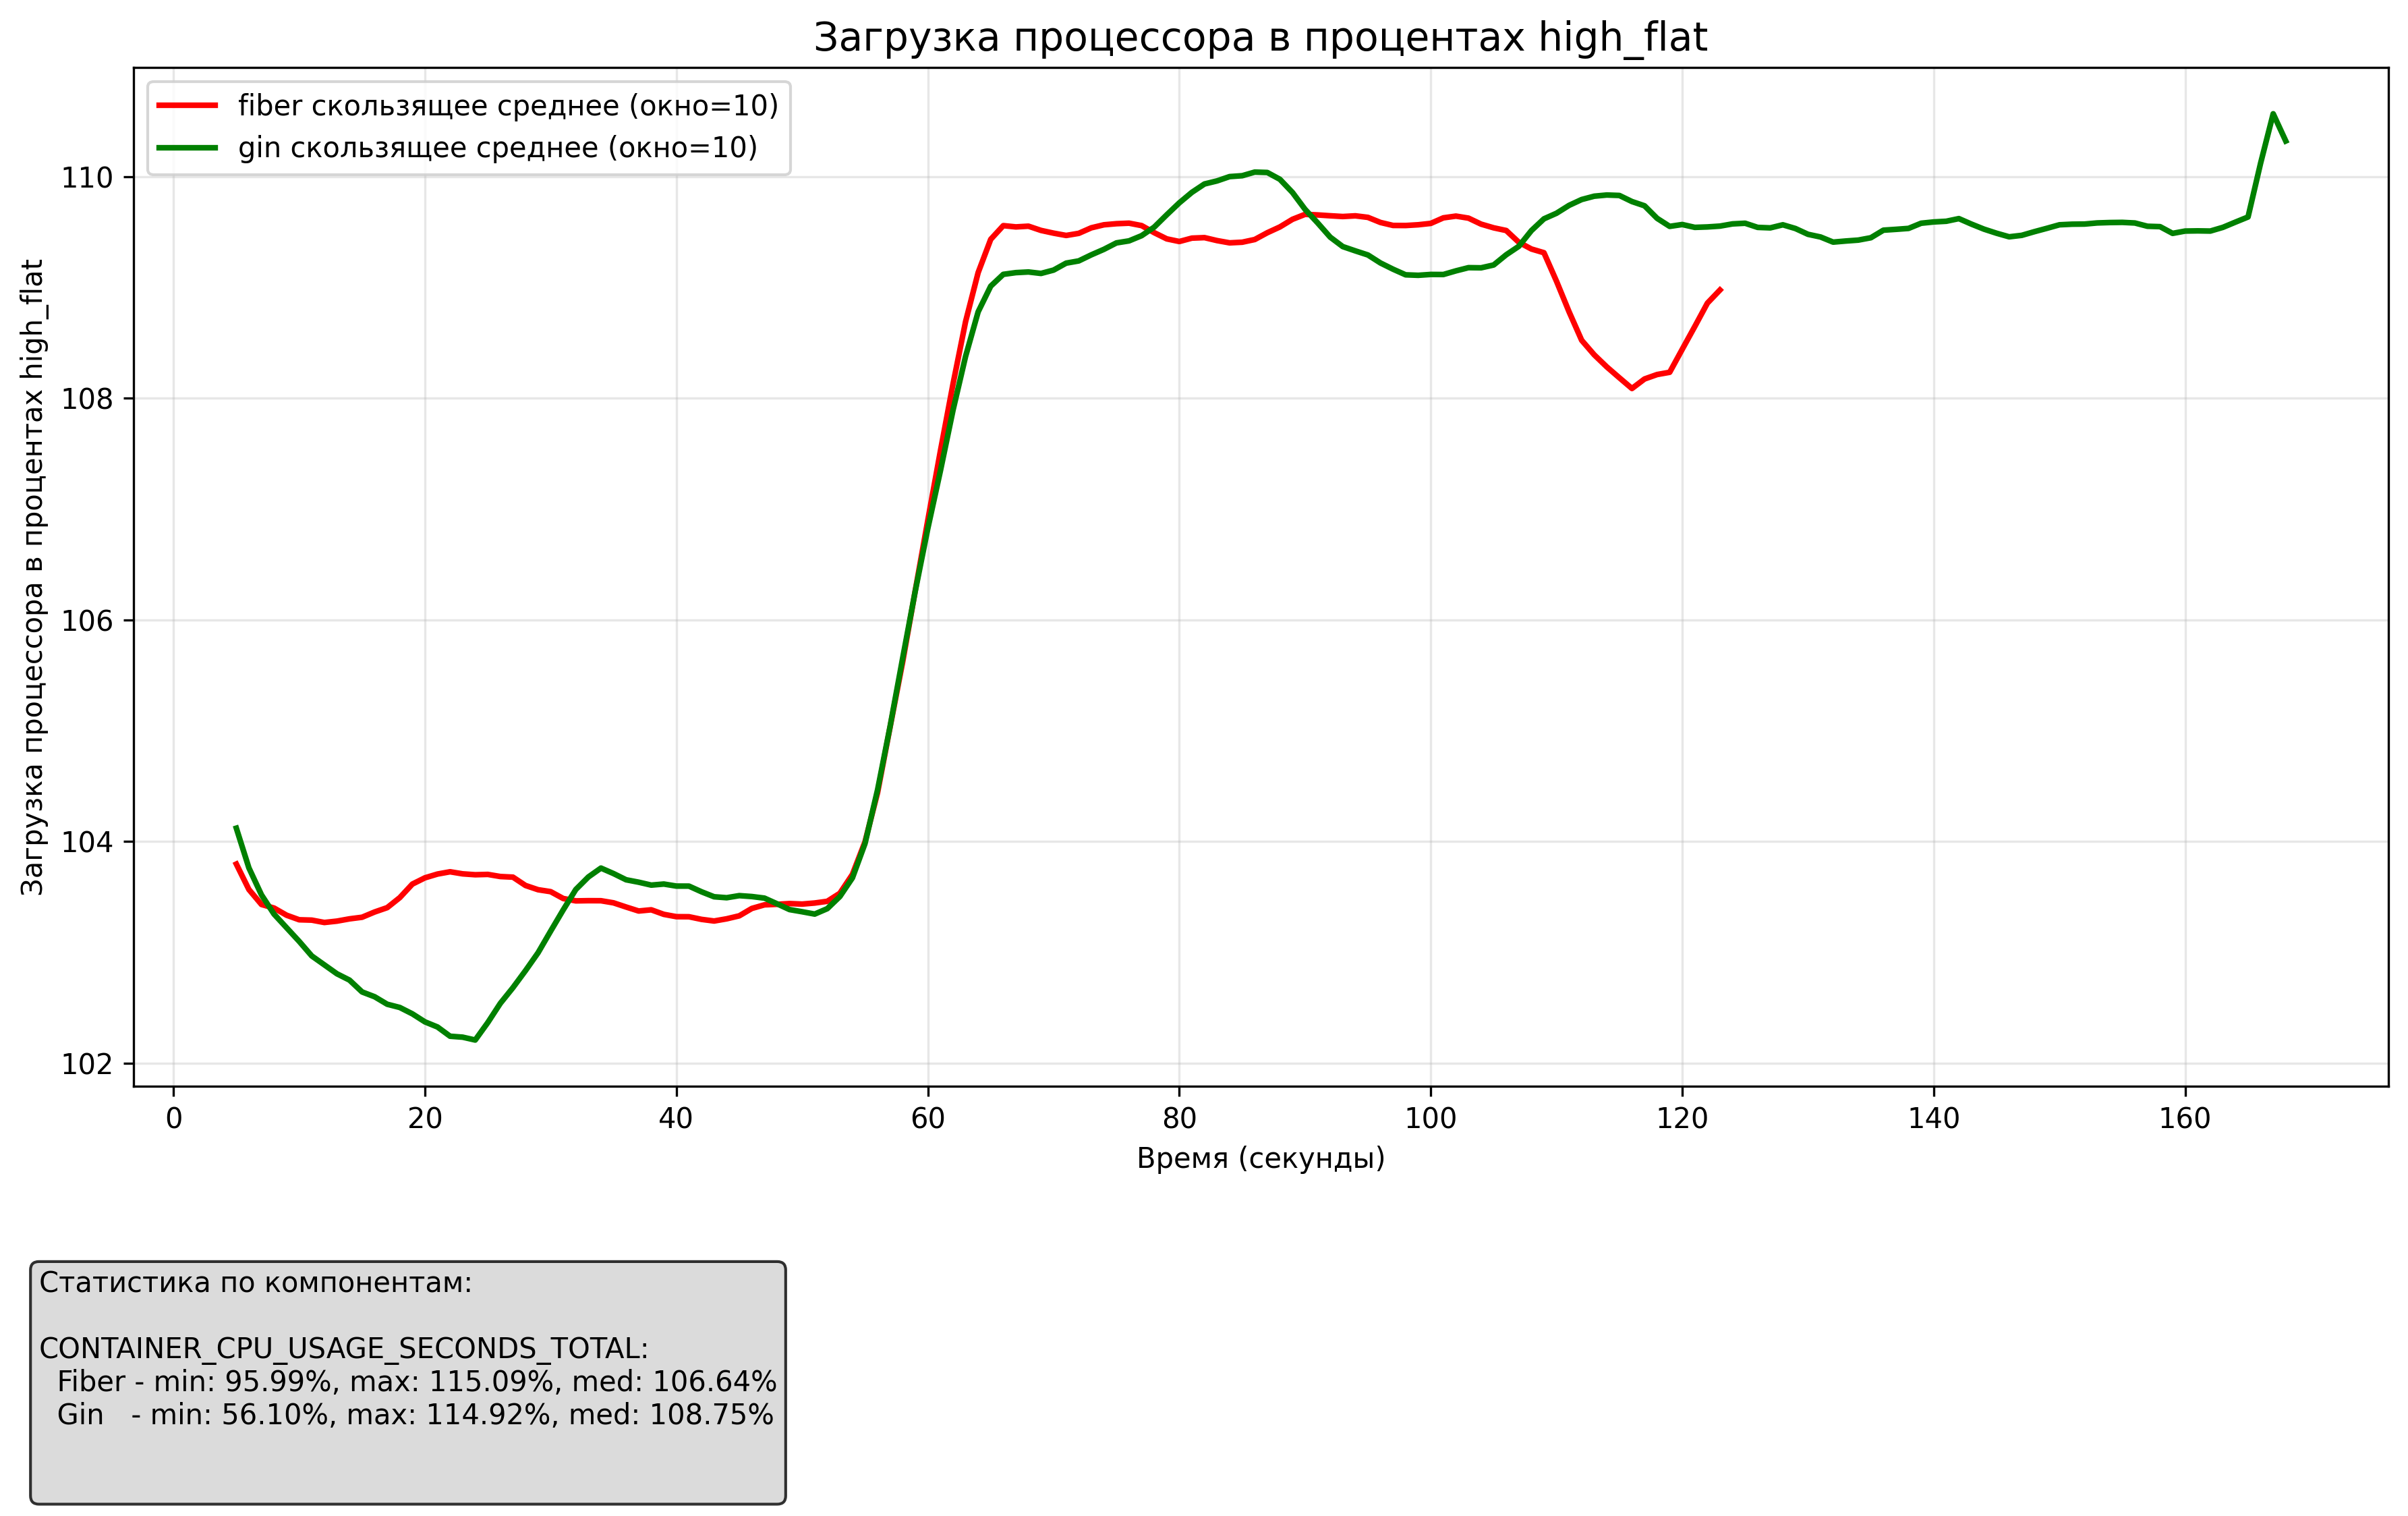 Загрузка процессора в процентах high_flat
fiber скользящее среднее (окно=10)
gin скользящее среднее (окно=10)
Загрузка процессора в процентах high_flat
110
108
106
104
102
0 20 40 60 80 100 120 140 160
Время (секунды)
Статистика по компонентам:
CONTAINER_CPU_USAGE_SECONDS_TOTAL:
Fiber - min: 95.99%, max: 115.09%, med: 106.64%
Gin - min: 56.10%, max: 114.92%, med: 108.75%